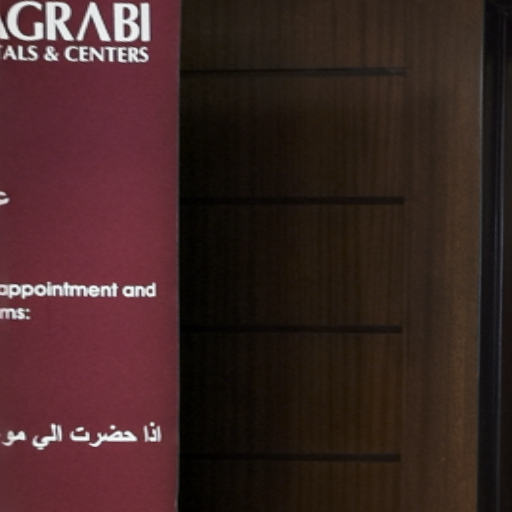 AGRABI
TALS & CENTERS
appointment and
ms:
اذا حضرت الي مو